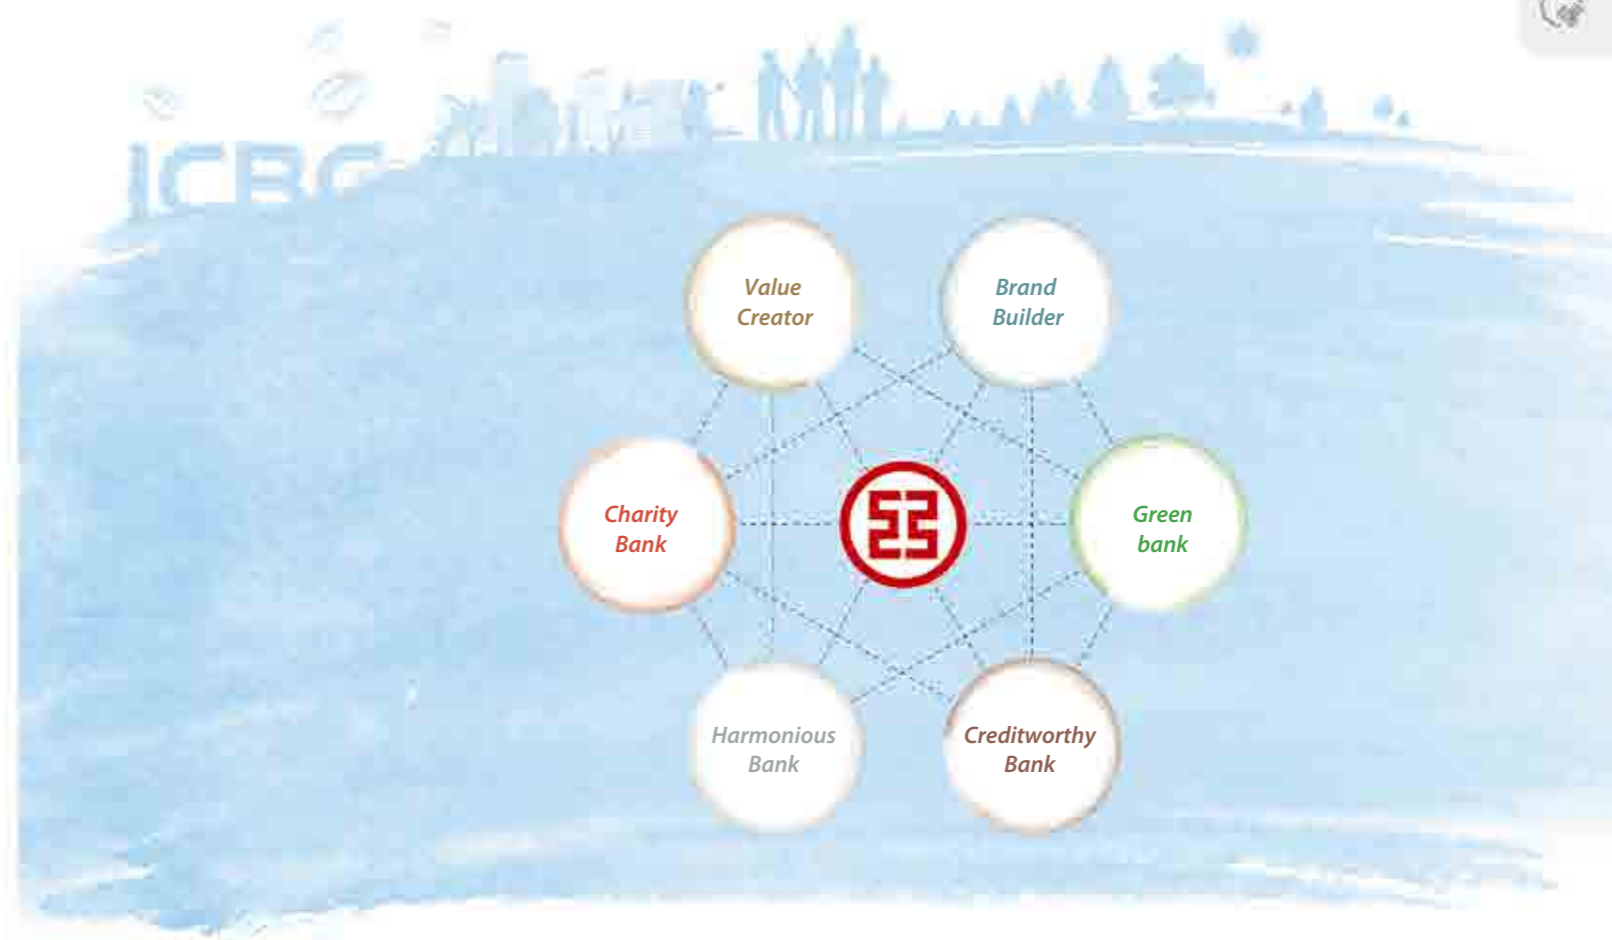 ICBC
Value
Creator
Brand
Builder
Charity
Bank
Green
bank
Harmonious
Bank
Creditworthy
Bank